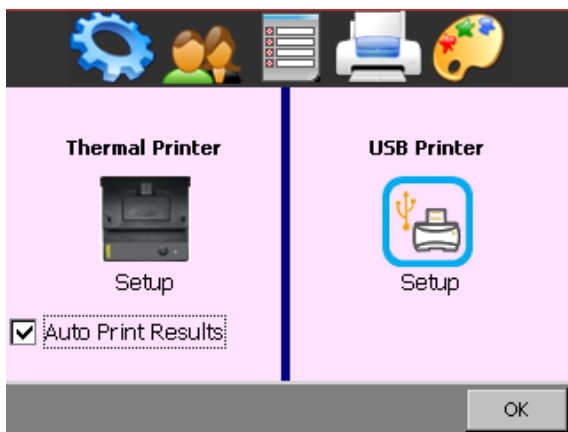 Thermal Printer
Setup
Auto Print Results
USB Printer
Setup
OK